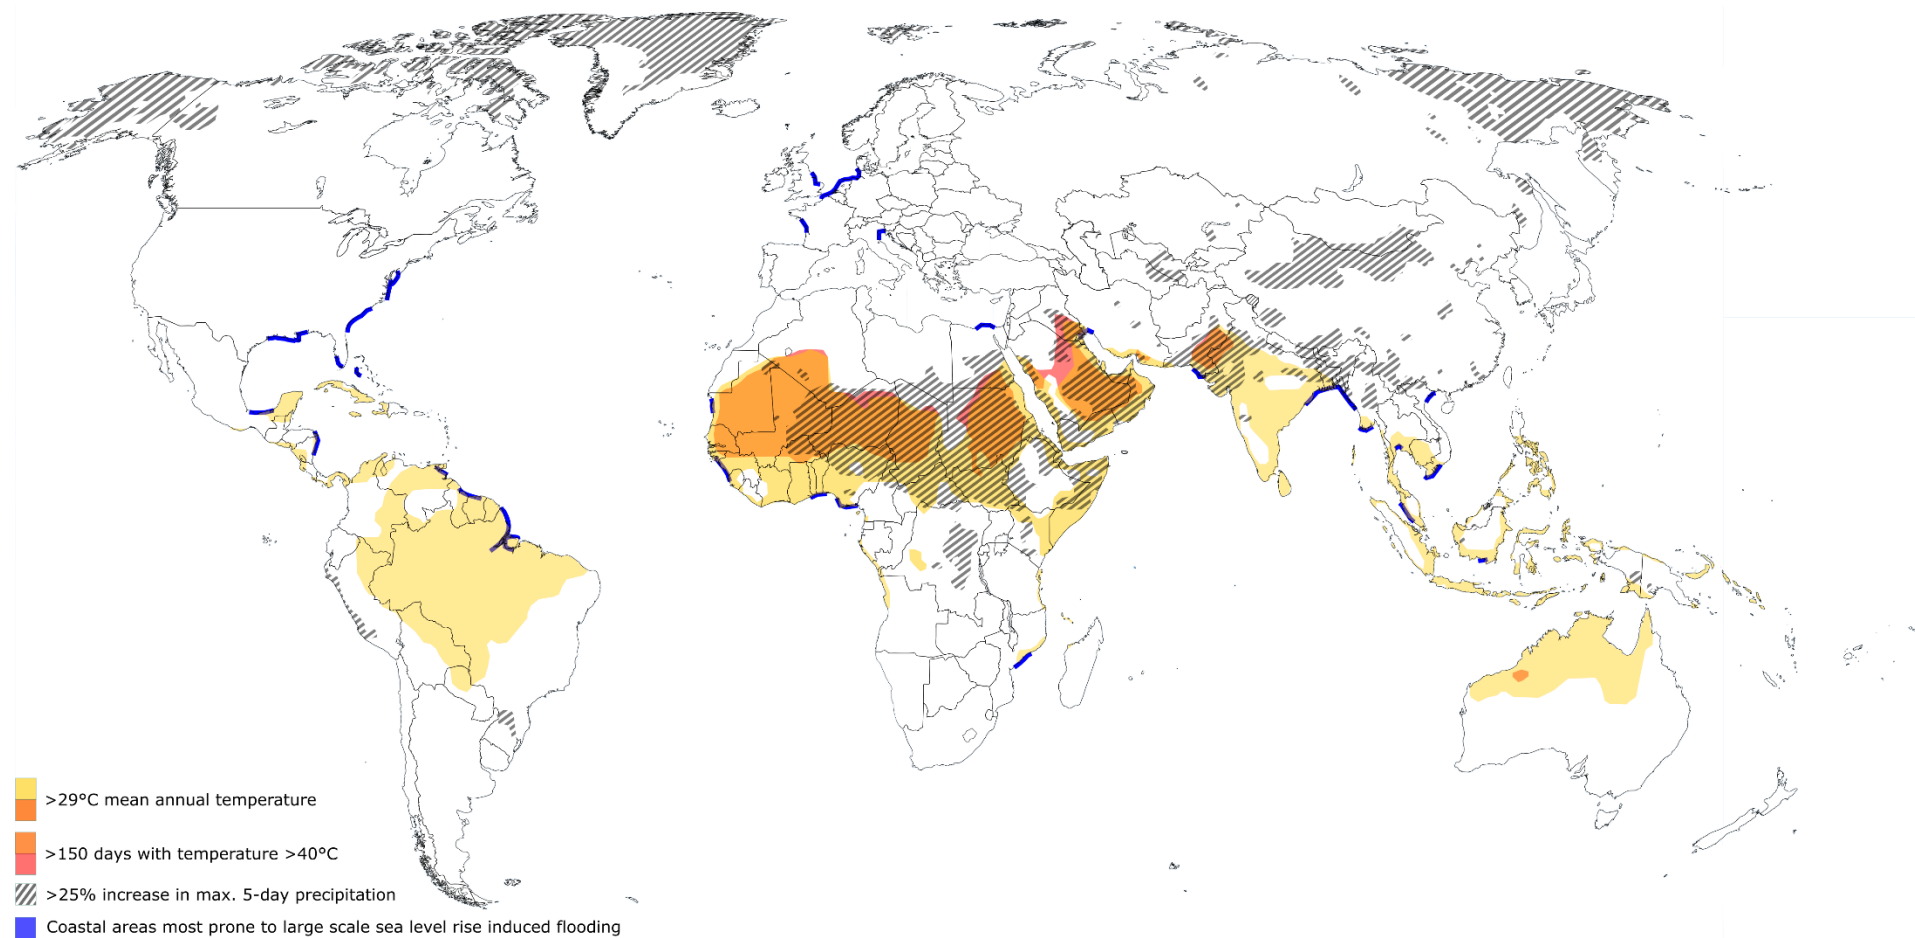 >29°C mean annual temperature
>150 days with temperature >40°C
>25% increase in max. 5-day precipitation
Coastal areas most prone to large scale sea level rise induced flooding